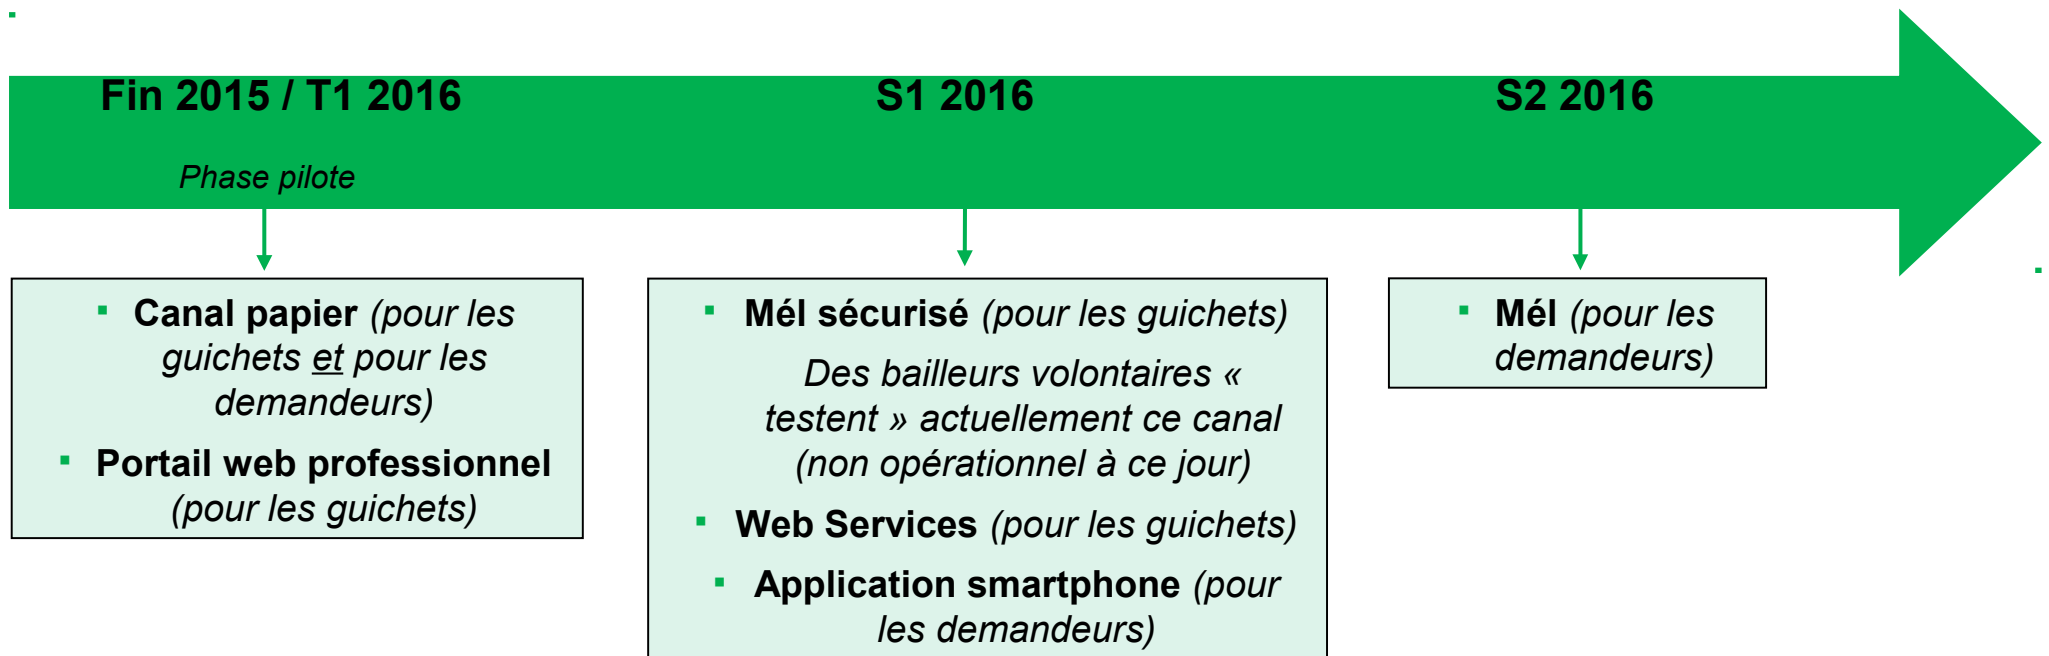 Fin 2015 / T1 2016
S1 2016
S2 2016
Phase pilote
▪ Canal papier (pour les
guichets et pour les
demandeurs)
▪ Portail web professionnel
(pour les guichets)
▪ Mél sécurisé (pour les guichets)
Des bailleurs volontaires «
testent » actuellement ce canal
(non opérationnel à ce jour)
▪ Web Services (pour les guichets)
▪ Application smartphone (pour
les demandeurs)
▪ Mél (pour les
demandeurs)